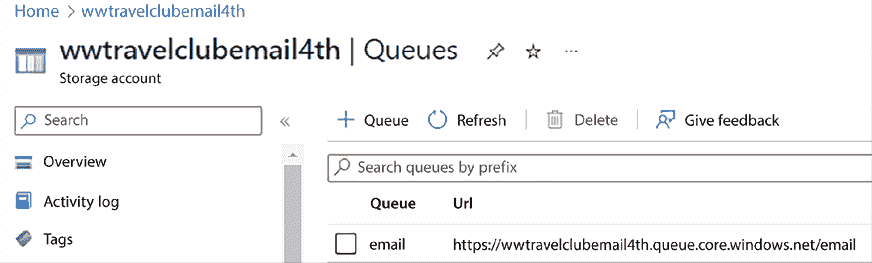 Home > wwtravelclubemail4th
wwtravelclubemail4th | Queues
...
Storage account
Search
«
Overview
Activity log
Tags
+ Queue Refresh | Delete | Give feedback
Search queues by prefix
Queue Url
email https://wwtravelclubemail4th.queue.core.windows.net/email